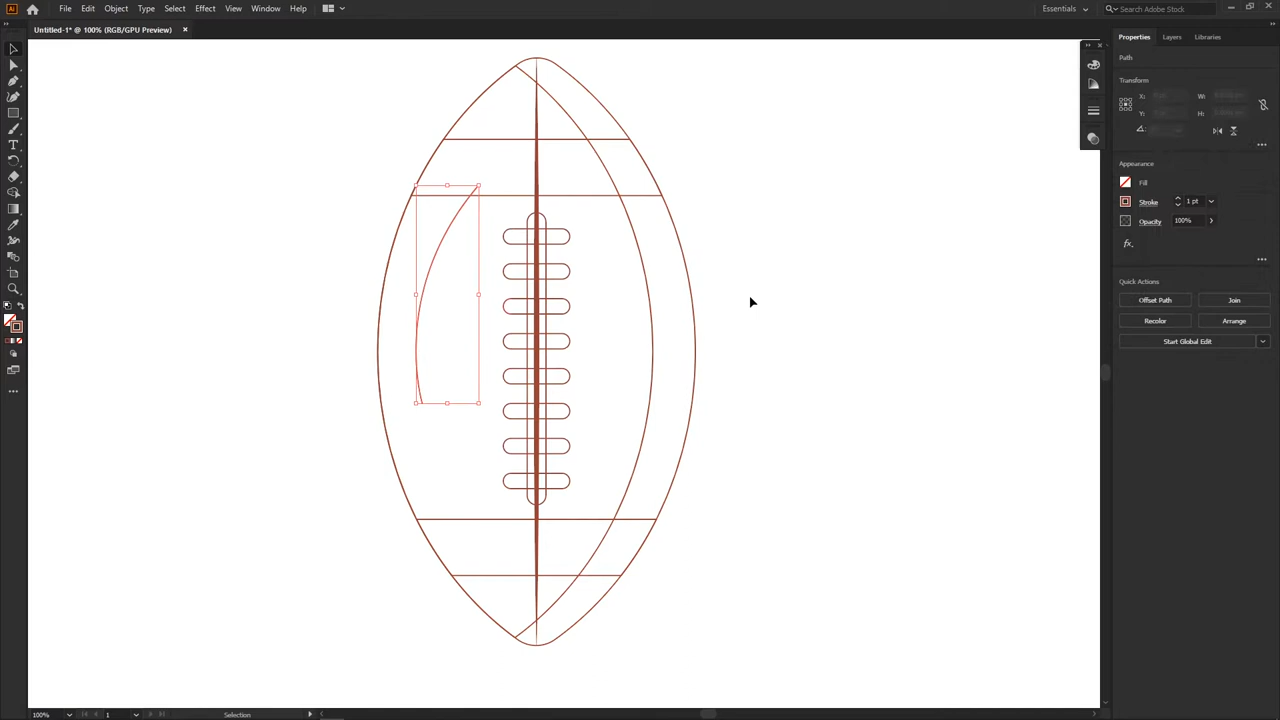 File Edit Object Type Select Effect View Window Help
Essentials
Search Adobe Stock
Untitled-1* @ 100% (RGB/GPU Preview)
Properties Layers Libraries
Path
Transform
X: W:
Y: H:
Appearance
Fill
Stroke 1 pt
Opacity 100%
fx
Quick Actions
Offset Path Join
Recolor Arrange
Start Global Edit
100% 1 Selection